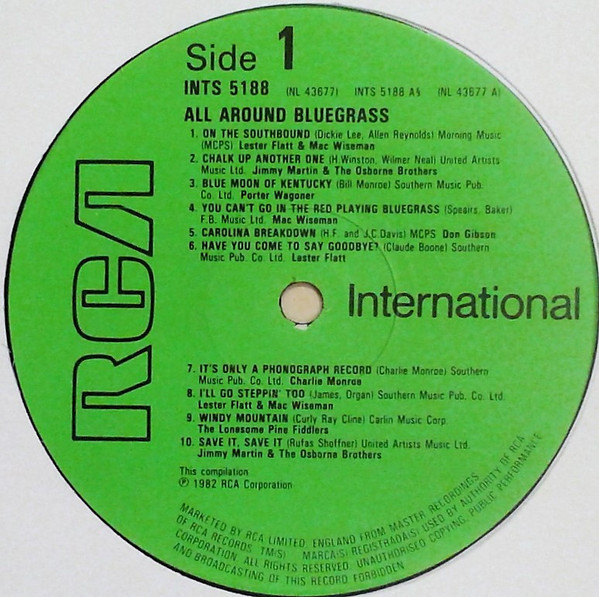 Side 1
INTS 5188 (NL 43677) INTS 5188 A§ (NL 43677 A)
ALL AROUND BLUEGRASS
1. ON THE SOUTHBOUND (Dickie Lee, Allen Reynolds) Morning Music
(MCPS) Lester Flatt & Mac Wiseman
2. CHALK UP ANOTHER ONE (H.Winston, Wilmer Neal) United Artists
Music Ltd. Jimmy Martin & The Osborne Brothers
3. BLUE MOON OF KENTUCKY (Bill Monroe) Southern Music Pub.
Co. Ltd. Porter Wagoner
4. YOU CAN'T GO IN THE RED PLAYING BLUEGRASS (Spears, Baker)
F.B. Music Ltd. Mac Wiseman
5. CAROLINA BREAKDOWN (H.F. and J.C Davis) MCPS Don Gibson
6. HAVE YOU COME TO SAY GOODBYE? (Claude Boone) Southern
Music Pub. Co. Ltd. Lester Flatt
RCA
International
7. IT'S ONLY A PHONOGRAPH RECORD (Charlie Monroe) Southern
Music Pub. Co. Ltd. Charlie Monroe
8. I'LL GO STEPPIN' TOO (James, Organ) Southern Music Pub. Co. Ltd.
Lester Flatt & Mac Wiseman
9. WINDY MOUNTAIN (Curly Ray Cline) Carlin Music Corp.
The Lonesome Pine Fiddlers
10. SAVE IT, SAVE IT (Rufas Shoffner) United Artists Music Ltd.
Jimmy Martin & The Osborne Brothers
This compilation
℗ 1982 RCA Corporation
MARKETED BY RCA LIMITED, ENGLAND FROM MASTER RECORDINGS
OF RCA RECORDS TM(S) MARCA(S) REGISTRADA(S) USED BY AUTHORITY OF RCA
CORPORATION. ALL RIGHTS RESERVED. UNAUTHORISED COPYING, PUBLIC PERFORMANCE
AND BROADCASTING OF THIS RECORD FORBIDDEN